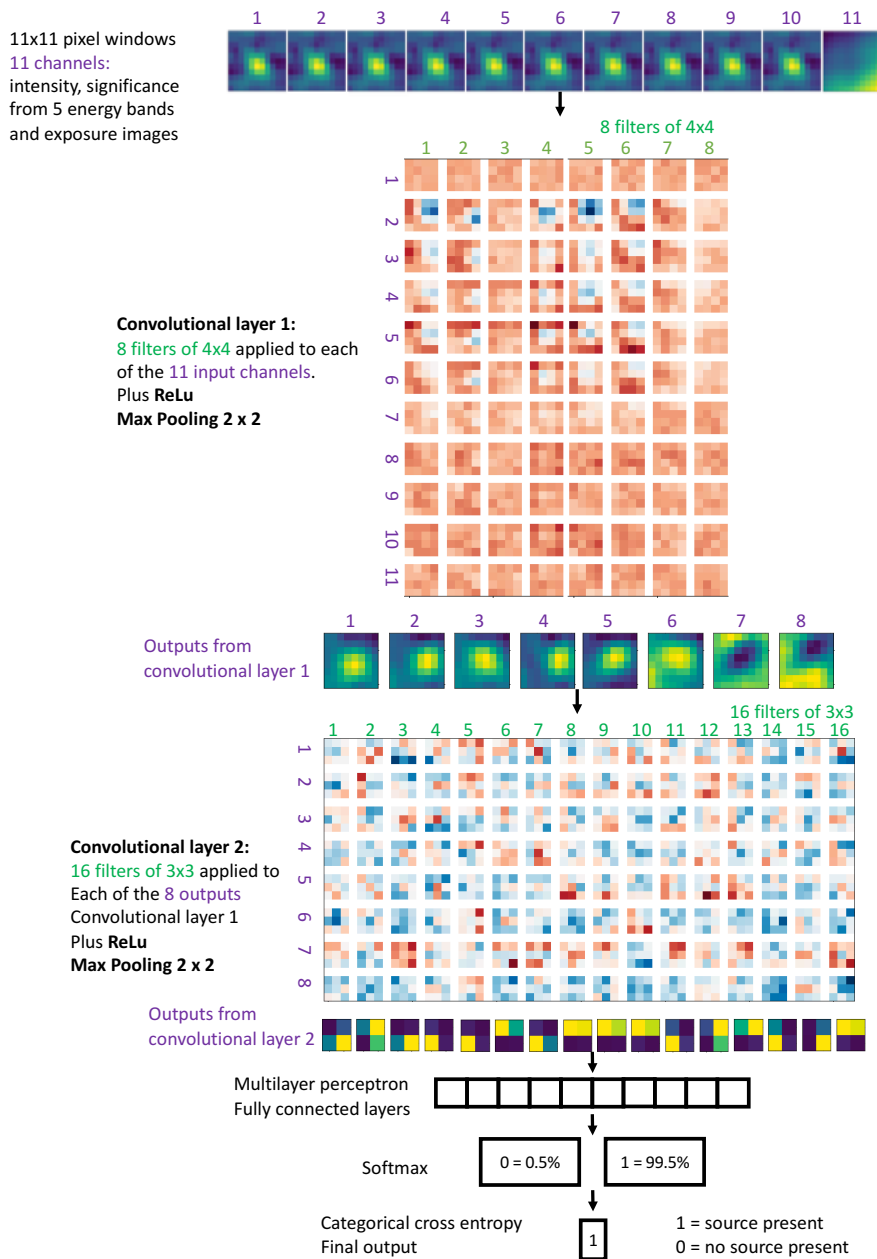 1 2 3 4 5 6 7 8 9 10 11
11x11 pixel windows
11 channels:
intensity, significance
from 5 energy bands
and exposure images
8 filters of 4x4
1 2 3 4 5 6 7 8
1
2
3
4
5
6
7
8
9
10
11
Convolutional layer 1:
8 filters of 4x4 applied to each
of the 11 input channels.
Plus ReLu
Max Pooling 2 x 2
1 2 3 4 5 6 7 8
Outputs from
convolutional layer 1
16 filters of 3x3
1 2 3 4 5 6 7 8 9 10 11 12 13 14 15 16
1
2
3
4
5
6
7
8
Convolutional layer 2:
16 filters of 3x3 applied to
Each of the 8 outputs
Convolutional layer 1
Plus ReLu
Max Pooling 2 x 2
Outputs from
convolutional layer 2
Multilayer perceptron
Fully connected layers
Softmax
0 = 0.5%
1 = 99.5%
Categorical cross entropy
Final output
1
1 = source present
0 = no source present